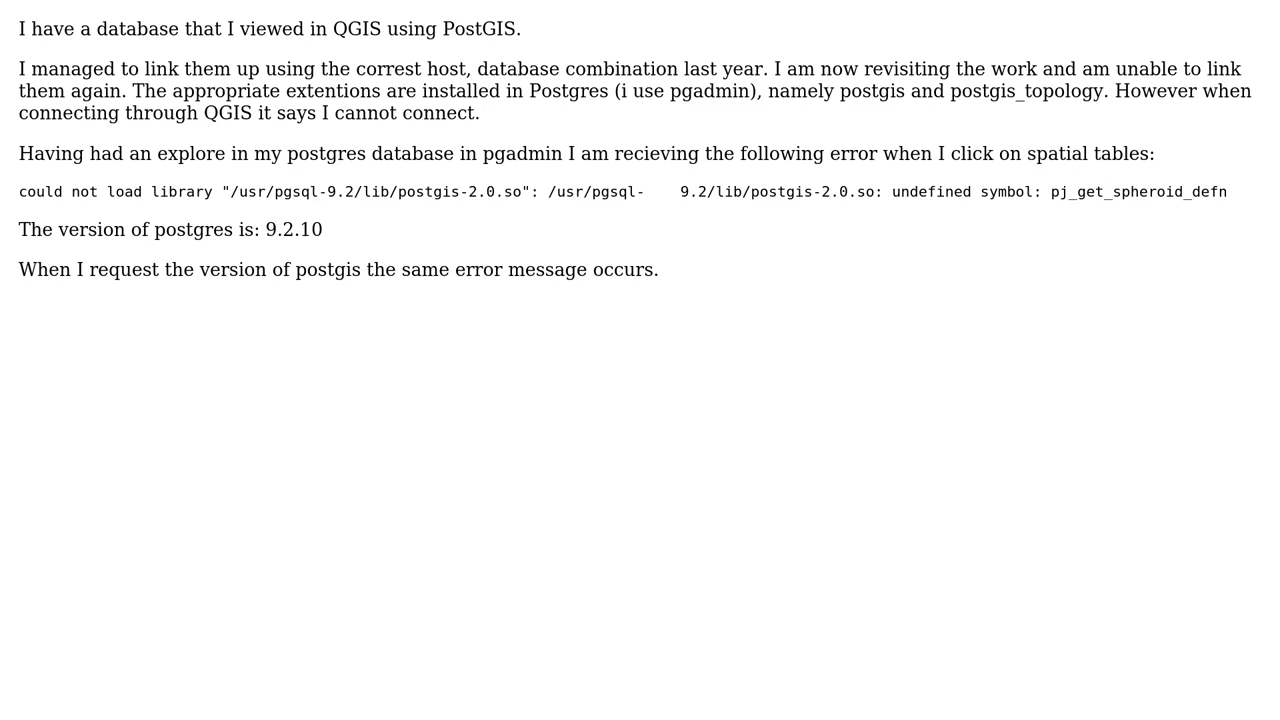 I have a database that I viewed in QGIS using PostGIS.
I managed to link them up using the correst host, database combination last year. I am now revisiting the work and am unable to link
them again. The appropriate extentions are installed in Postgres (i use pgadmin), namely postgis and postgis_topology. However when
connecting through QGIS it says I cannot connect.
Having had an explore in my postgres database in pgadmin I am recieving the following error when I click on spatial tables:
could not load library "/usr/pgsql-9.2/lib/postgis-2.0.so": /usr/pgsql-    9.2/lib/postgis-2.0.so: undefined symbol: pj_get_spheroid_defn
The version of postgres is: 9.2.10
When I request the version of postgis the same error message occurs.